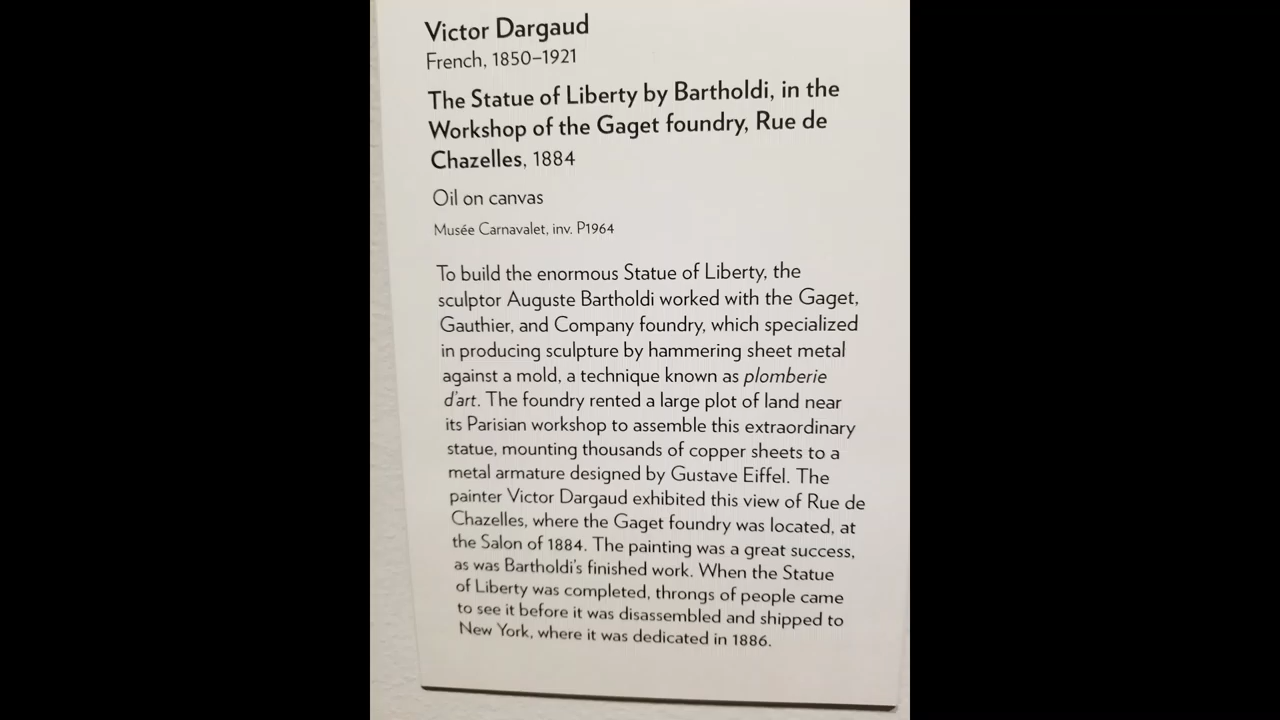 Victor Dargaud
French, 1850–1921
The Statue of Liberty by Bartholdi, in the
Workshop of the Gaget foundry, Rue de
Chazelles, 1884
Oil on canvas
Musée Carnavalet, inv. P1964
To build the enormous Statue of Liberty, the
sculptor Auguste Bartholdi worked with the Gaget,
Gauthier, and Company foundry, which specialized
in producing sculpture by hammering sheet metal
against a mold, a technique known as plomberie
d'art. The foundry rented a large plot of land near
its Parisian workshop to assemble this extraordinary
statue, mounting thousands of copper sheets to a
metal armature designed by Gustave Eiffel. The
painter Victor Dargaud exhibited this view of Rue de
Chazelles, where the Gaget foundry was located, at
the Salon of 1884. The painting was a great success,
as was Bartholdi's finished work. When the Statue
of Liberty was completed, throngs of people came
to see it before it was disassembled and shipped to
New York, where it was dedicated in 1886.